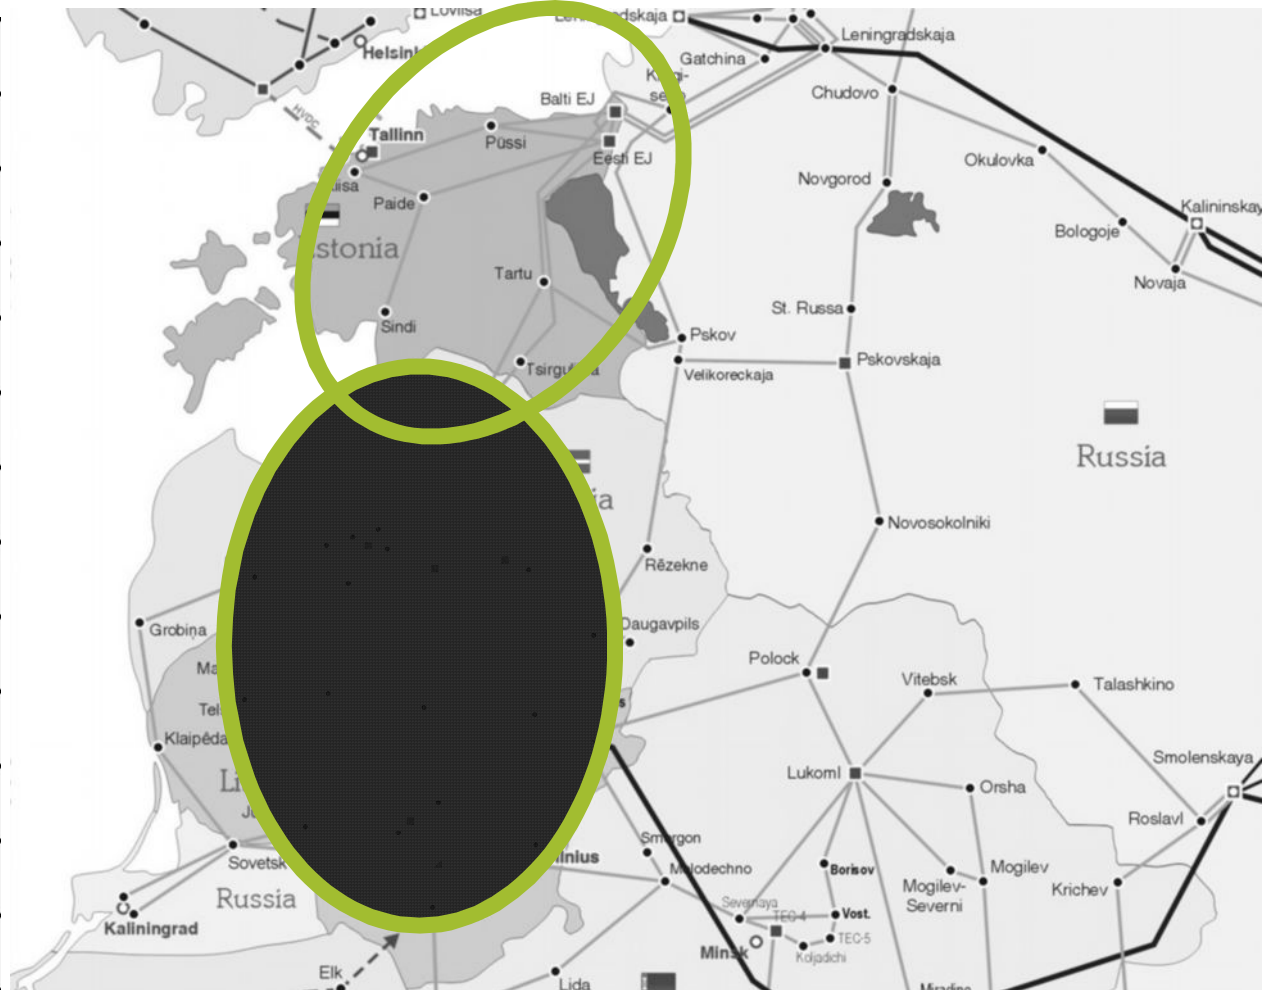 Loviisa
Leningradskaja
Helsinki
Gatchina
Leningradskaja
HVDC
Balti EJ
Chudovo
Tallinn
Püssi
Eesti EJ
Okulovka
Paide
Novgorod
Kalininskay
Estonia
Bologoje
Tartu
Novaja
Sindi
St. Russa
Pskov
Pskovskaja
Velikoreckaja
Russia
Novosokolniki
Rēzekne
Grobiņa
Daugavpils
Polock
Vitebsk
Talashkino
Klaipėda
Lukoml
Smolenskaya
Orsha
Roslavl
Smorgon
Sovetsk
Molodechno
Borisov
Mogilev-
Severni
Mogilev
Krichev
Russia
Severnaya
TEC-4
Vost.
Kaliningrad
TEC-5
Minsk
Koljadichi
Elk
Lida